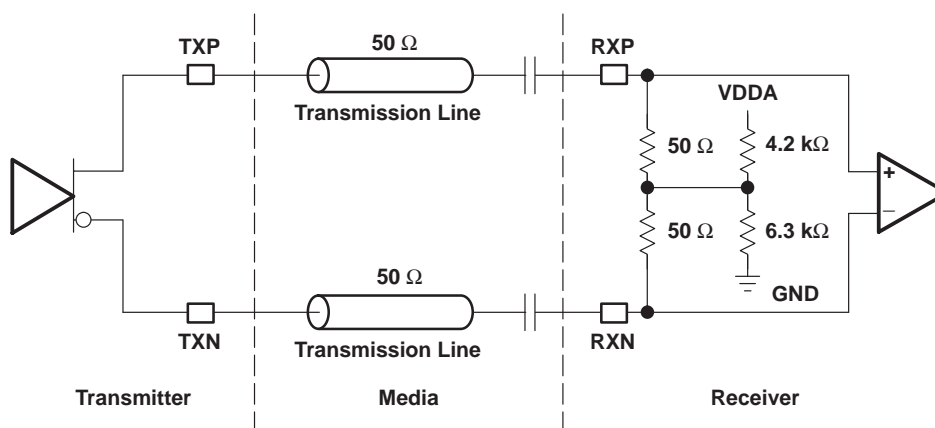 50 Ω
TXP
RXP
Transmission Line
VDDA
50 Ω
4.2 kΩ
+
−
50 Ω
6.3 kΩ
50 Ω
GND
TXN
Transmission Line
RXN
Transmitter
Media
Receiver